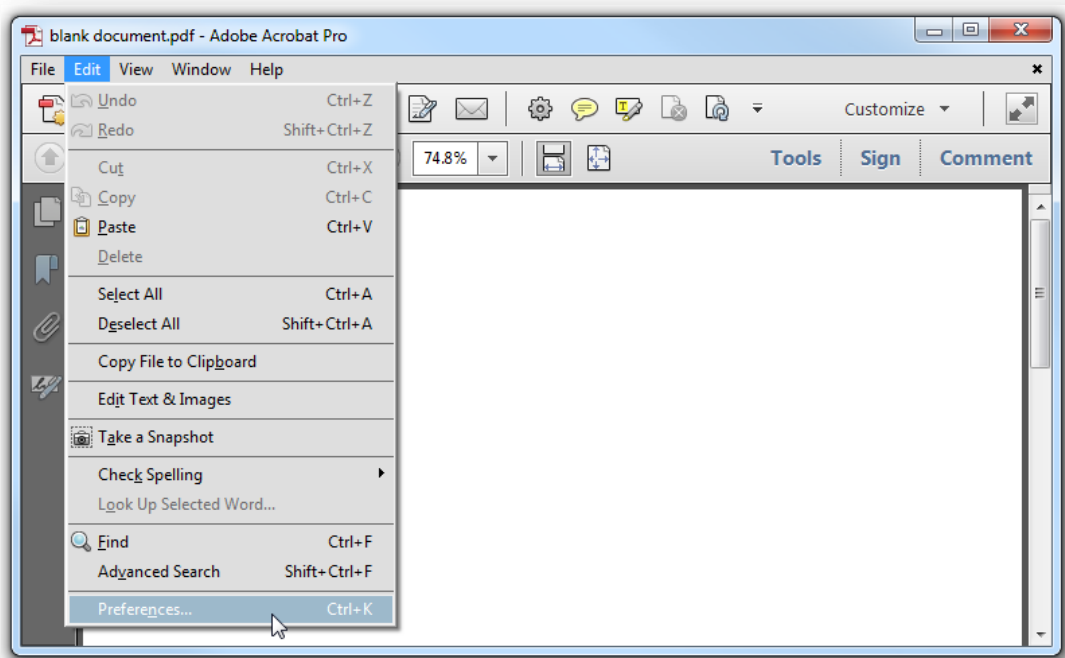 blank document.pdf - Adobe Acrobat Pro
File Edit View Window Help
Customize
74.8%
Tools Sign Comment
Undo Ctrl+Z
Redo Shift+Ctrl+Z
Cut Ctrl+X
Copy Ctrl+C
Paste Ctrl+V
Delete
Select All Ctrl+A
Deselect All Shift+Ctrl+A
Copy File to Clipboard
Edit Text & Images
Take a Snapshot
Check Spelling
Look Up Selected Word...
Find Ctrl+F
Advanced Search Shift+Ctrl+F
Preferences... Ctrl+K